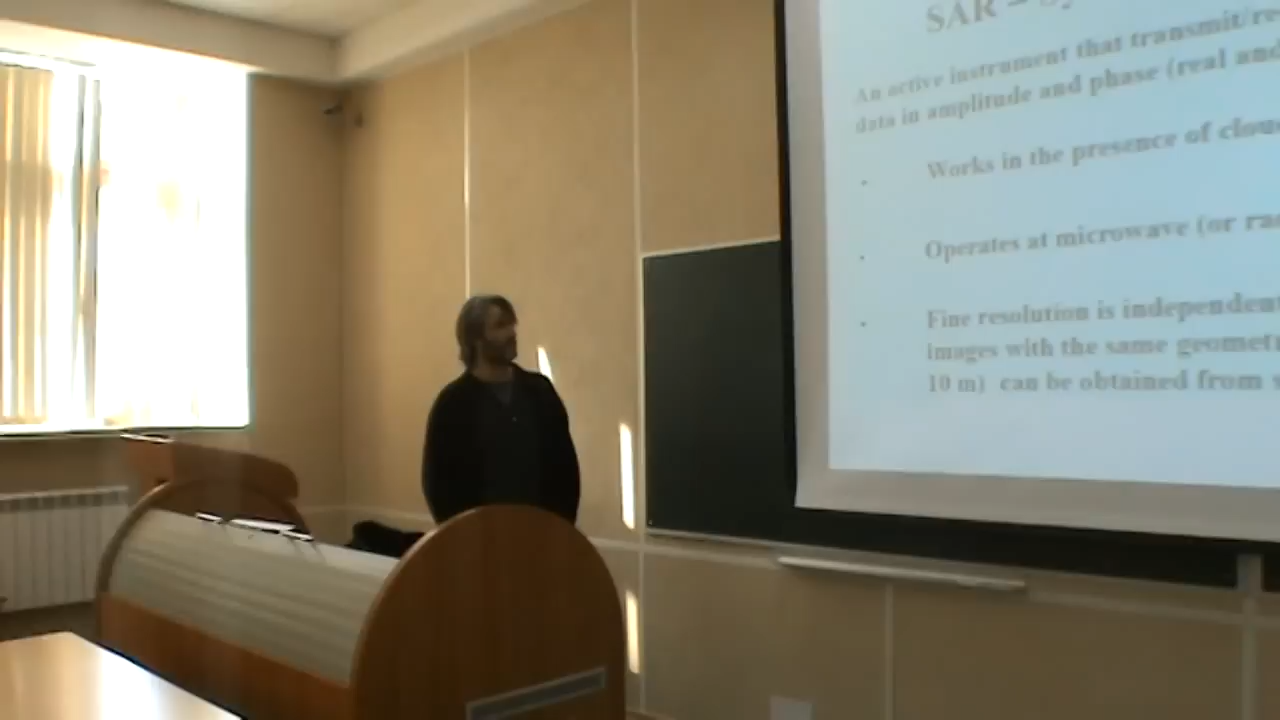 SAR –
An active instrument that transmit/re
data in amplitude and phase (real and
Works in the presence of clou
Operates at microwave (or ra
Fine resolution is independen
images with the same geomet
10 m) can be obtained from